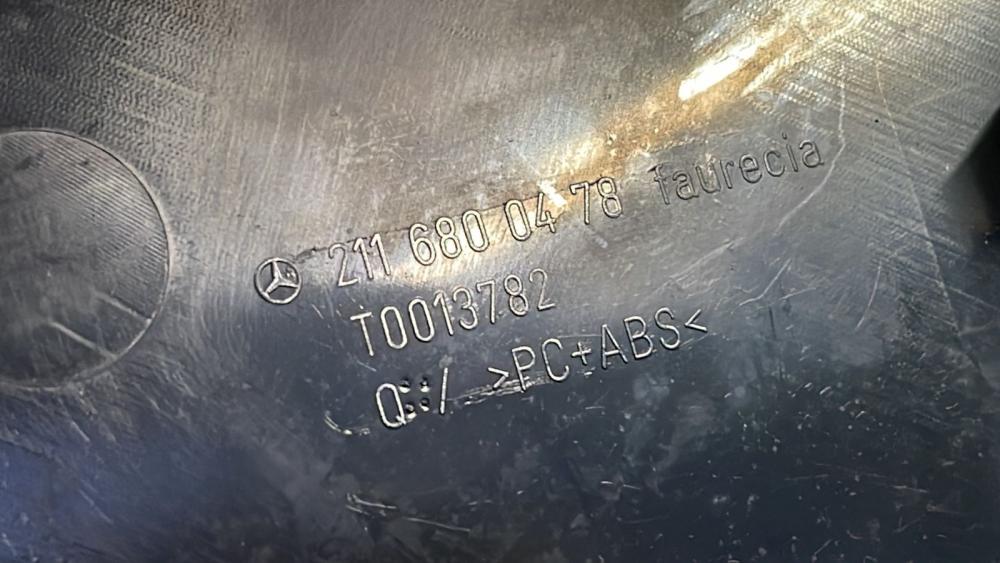 211 680 04 78 faurecia
T0013782
Q / >PC+ABS<